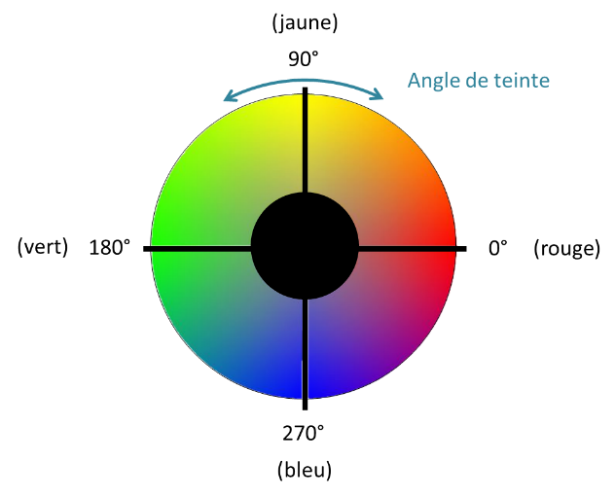 (jaune)
90°
Angle de teinte
(vert) 180°
0° (rouge)
270°
(bleu)